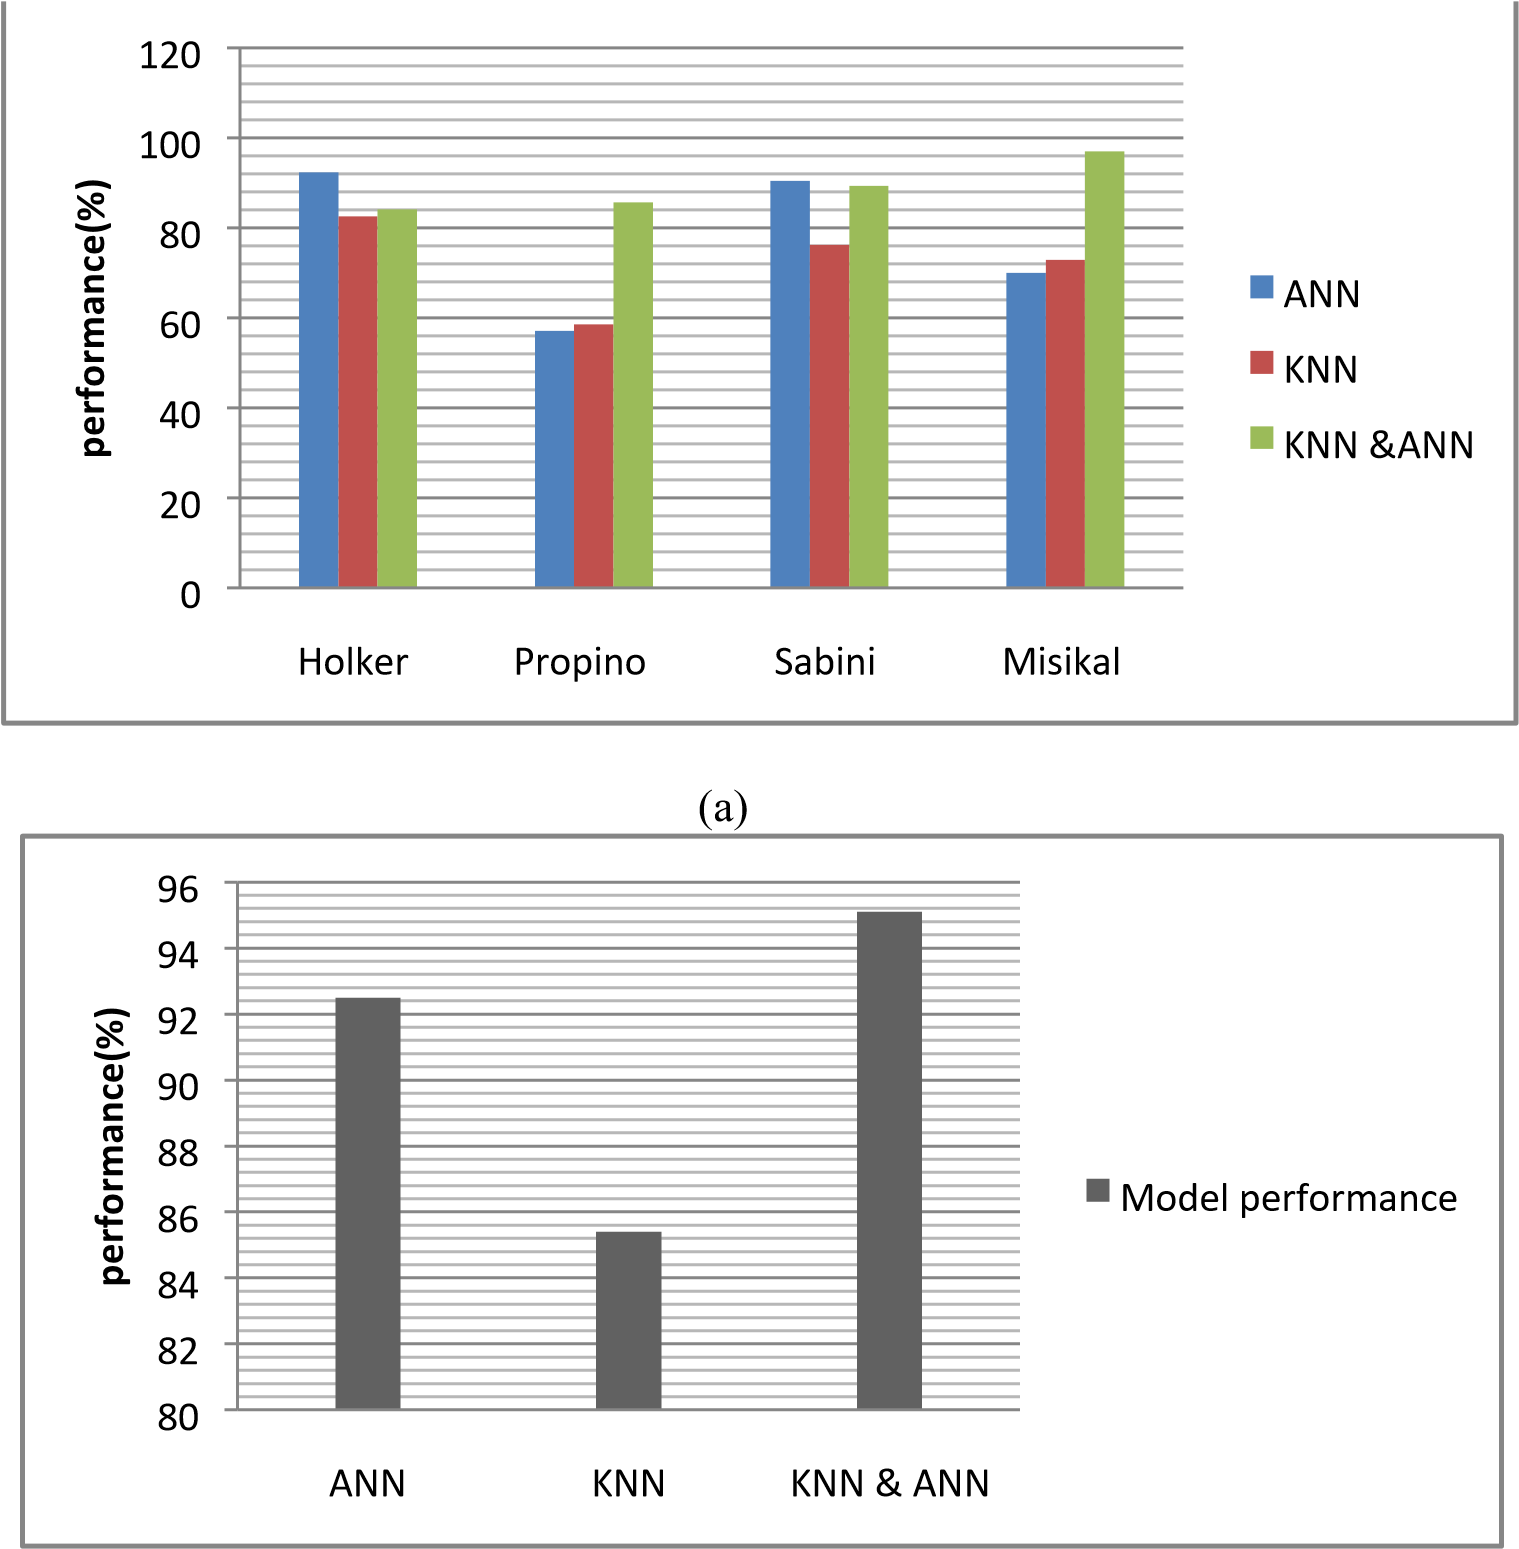 120
100
80
60
40
20
0
performance(%)
Holker Propino Sabini Misikal
ANN
KNN
KNN &ANN
(a)
96
94
92
90
88
86
84
82
80
performance(%)
ANN KNN KNN & ANN
Model performance